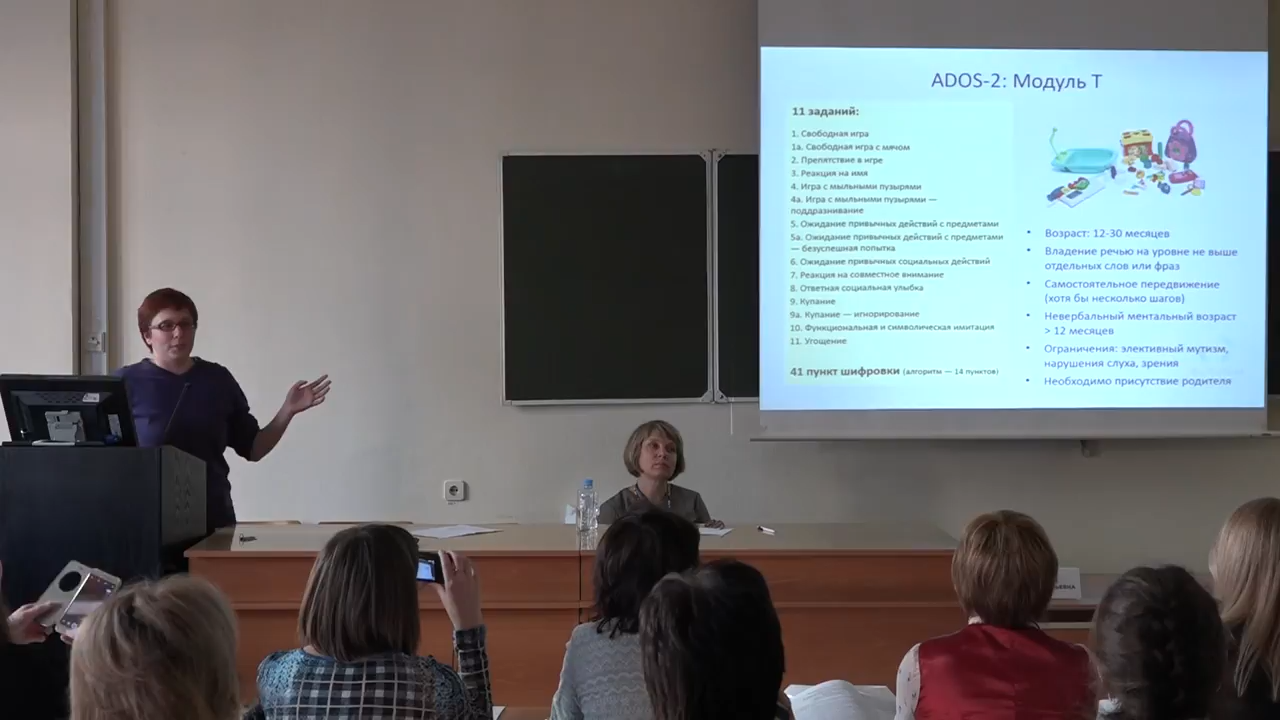 ADOS-2: Модуль Т
11 заданий:
1. Свободная игра
1а. Свободная игра с мячом
2. Препятствие в игре
3. Реакция на имя
4. Игра с мыльными пузырями
4а. Игра с мыльными пузырями —
поддразнивание
5. Ожидание привычных действий с предметами
5а. Ожидание привычных действий с предметами
— безуспешная попытка
6. Ожидание привычных социальных действий
7. Реакция на совместное внимание
8. Ответная социальная улыбка
9. Купание
9а. Купание — игнорирование
10. Функциональная и символическая имитация
11. Угощение
41 пункт шифровки (алгоритм — 14 пунктов)
• Возраст: 12-30 месяцев
• Владение речью на уровне не выше
отдельных слов или фраз
• Самостоятельное передвижение
(хотя бы несколько шагов)
• Невербальный ментальный возраст
> 12 месяцев
• Ограничения: элективный мутизм,
нарушения слуха, зрения
• Необходимо присутствие родителя